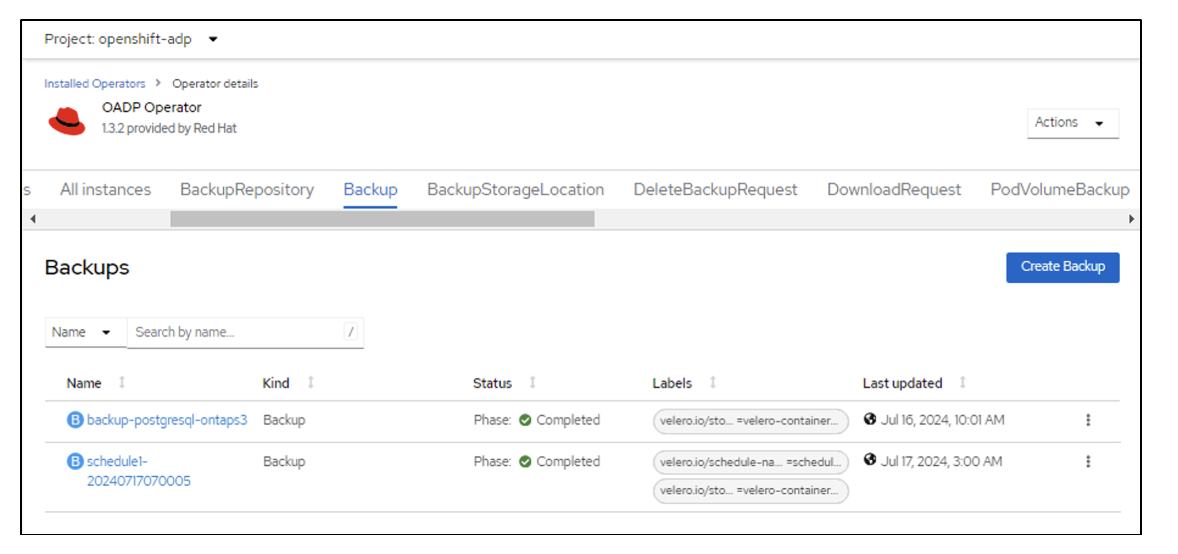 Project: openshift-adp
Installed Operators > Operator details
OADP Operator
1.3.2 provided by Red Hat
Actions
s All instances BackupRepository Backup BackupStorageLocation DeleteBackupRequest DownloadRequest PodVolumeBackup
Backups
Create Backup
Name Search by name... /
Name Kind Status Labels Last updated
B backup-postgresql-ontaps3 Backup Phase: Completed velero.io/sto... =velero-container... Jul 16, 2024, 10:01 AM
B schedule1- Backup Phase: Completed velero.io/schedule-na... =schedul... Jul 17, 2024, 3:00 AM
20240717070005 velero.io/sto... =velero-container...